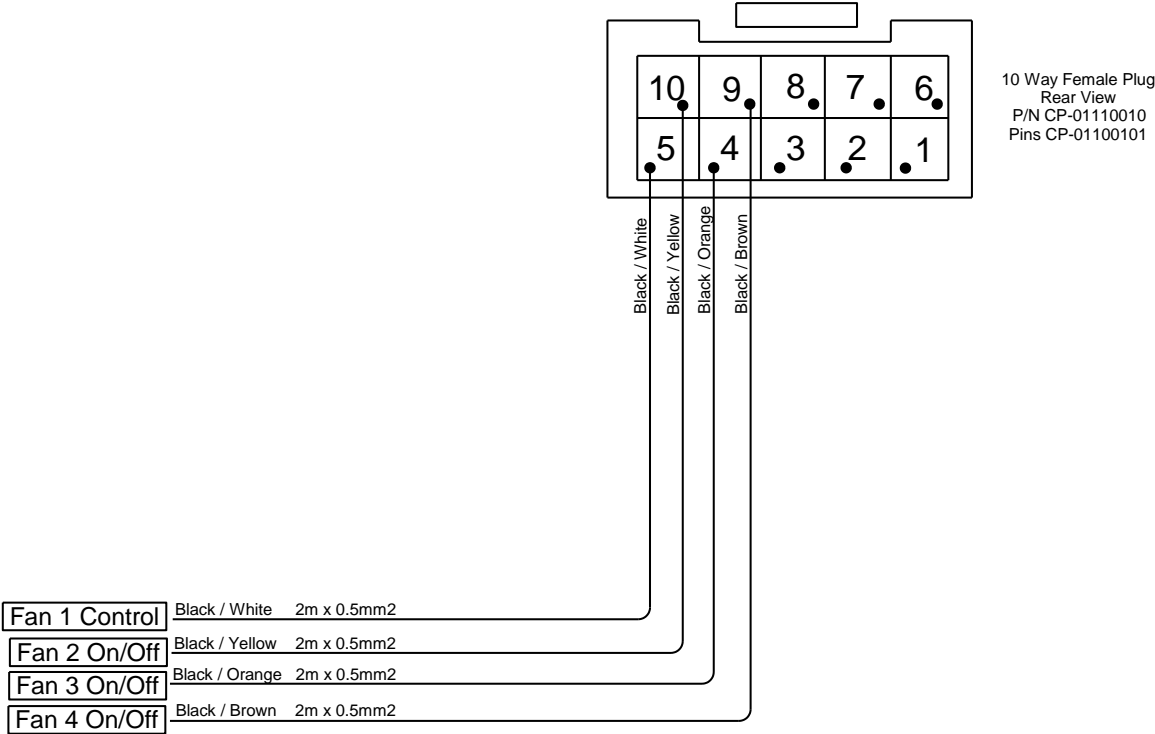 10 9 8 7 6
5 4 3 2 1
10 Way Female Plug
Rear View
P/N CP-01110010
Pins CP-01100101
Black / White
Black / Yellow
Black / Orange
Black / Brown
Fan 1 Control Black / White 2m x 0.5mm2
Fan 2 On/Off Black / Yellow 2m x 0.5mm2
Fan 3 On/Off Black / Orange 2m x 0.5mm2
Fan 4 On/Off Black / Brown 2m x 0.5mm2